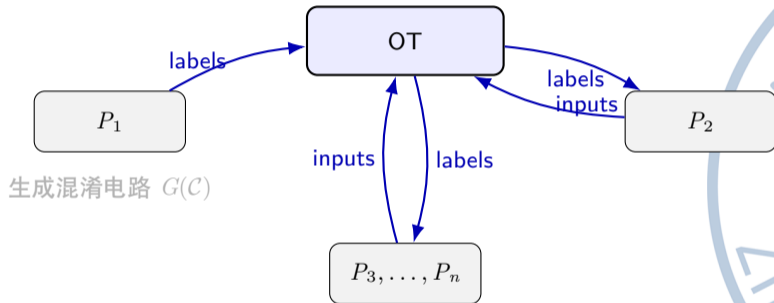 OT
labels
labels
inputs
P₁
P₂
inputs
labels
生成混淆电路 G(C)
P₃, . . . , Pₙ